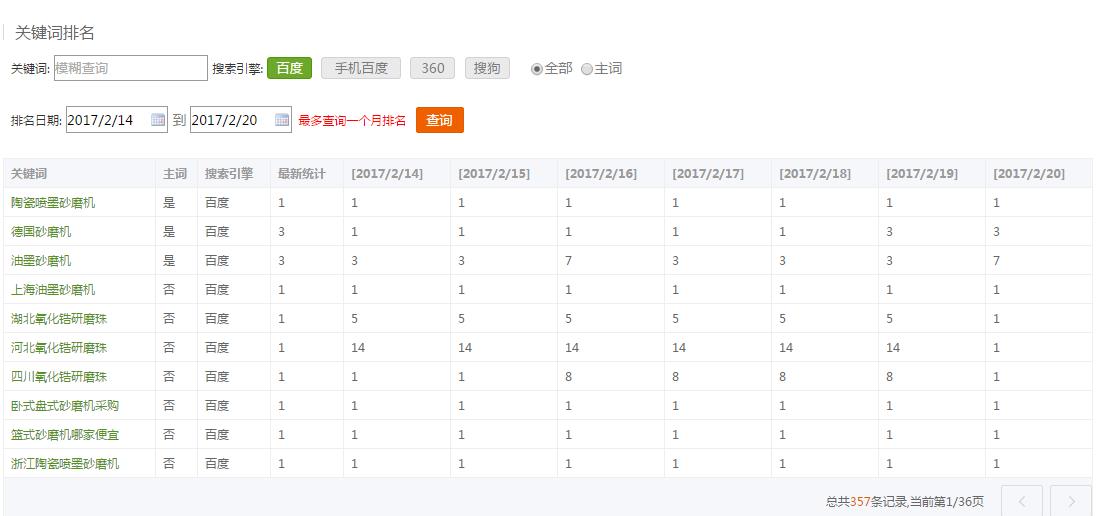 关键词排名
关键词: 模糊查询 搜索引擎: 百度 手机百度 360 搜狗 全部 主词
排名日期: 2017/2/14 到 2017/2/20 最多查询一个月排名 查询
关键词 主词 搜索引擎 最新统计 [2017/2/14] [2017/2/15] [2017/2/16] [2017/2/17] [2017/2/18] [2017/2/19] [2017/2/20]
陶瓷喷墨砂磨机 是 百度 1 1 1 1 1 1 1 1
德国砂磨机 是 百度 3 1 1 1 1 1 3 3
油墨砂磨机 是 百度 3 3 3 7 3 3 3 7
上海油墨砂磨机 否 百度 1 1 1 1 1 1 1 1
湖北氧化锆研磨珠 否 百度 1 5 5 5 5 5 5 1
河北氧化锆研磨珠 否 百度 1 14 14 14 14 14 14 1
四川氧化锆研磨珠 否 百度 1 1 1 8 8 8 8 1
卧式盘式砂磨机采购 否 百度 1 1 1 1 1 1 1 1
篮式砂磨机哪家便宜 否 百度 1 1 1 1 1 1 1 1
浙江陶瓷喷墨砂磨机 否 百度 1 1 1 1 1 1 1 1
总共357条记录,当前第1/36页